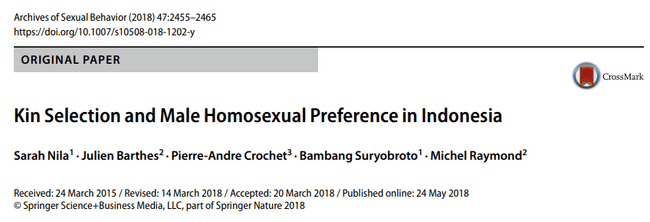 Archives of Sexual Behavior (2018) 47:2455–2465
https://doi.org/10.1007/s10508-018-1202-y
ORIGINAL PAPER
CrossMark
Kin Selection and Male Homosexual Preference in Indonesia
Sarah Nila1 · Julien Barthes2 · Pierre-Andre Crochet3 · Bambang Suryobroto1 · Michel Raymond2
Received: 24 March 2015 / Revised: 14 March 2018 / Accepted: 20 March 2018 / Published online: 24 May 2018
© Springer Science+Business Media, LLC, part of Springer Nature 2018